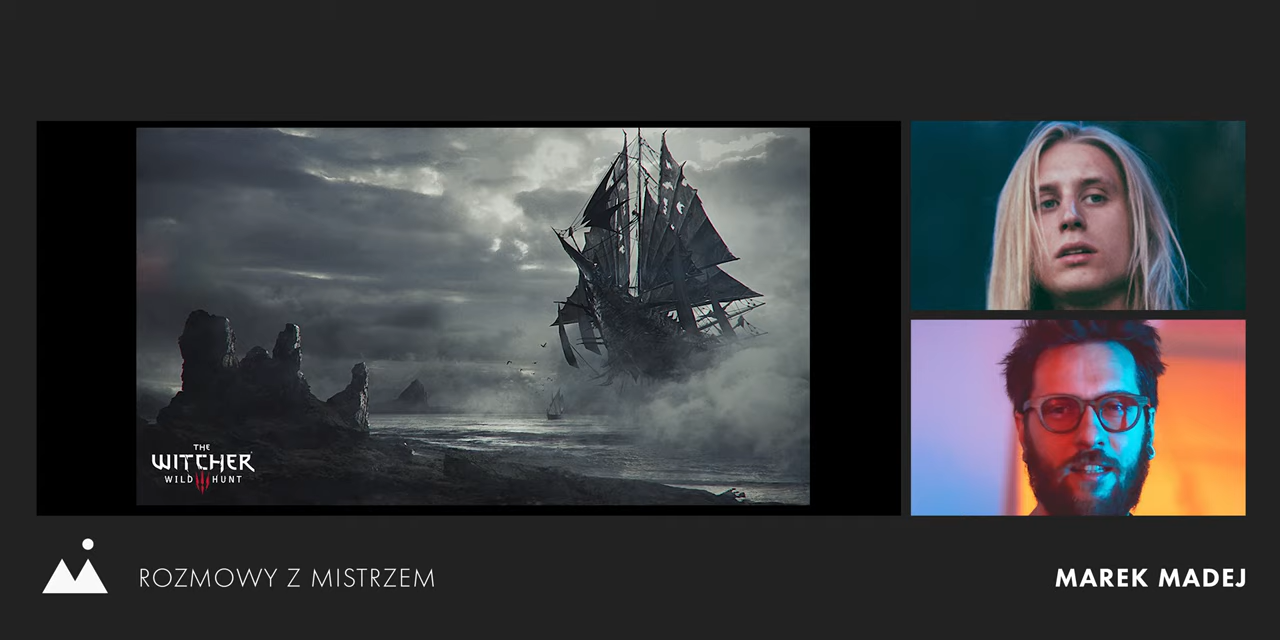 THE
WITCHER
WILD HUNT
ROZMOWY Z MISTRZEM
MAREK MADEJ